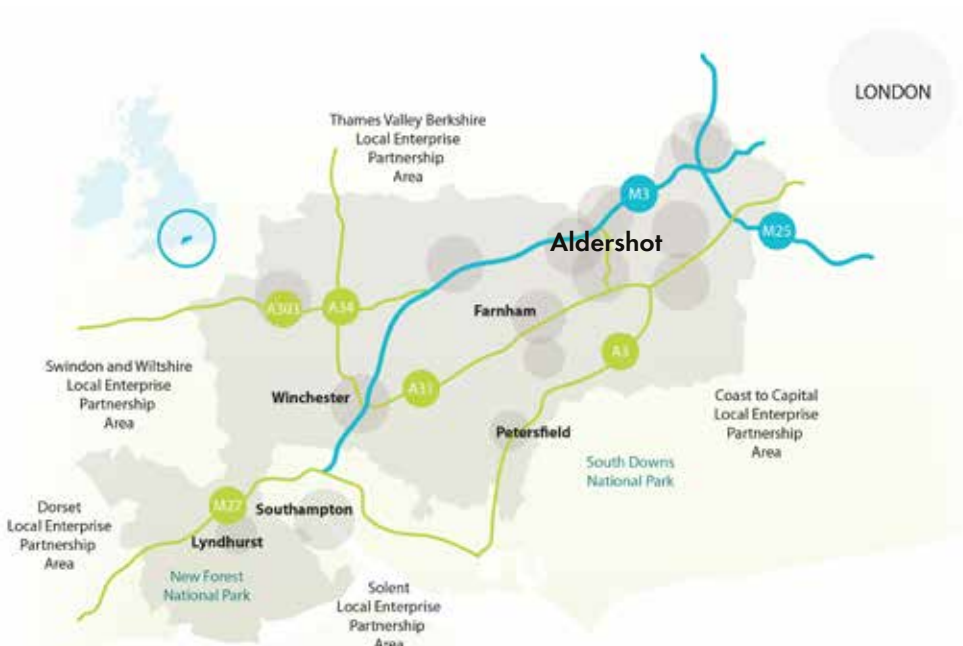 LONDON
Thames Valley Berkshire
Local Enterprise
Partnership
Area
M3
M25
Aldershot
A303
A34
Farnham
A3
Swindon and Wiltshire
Local Enterprise
Partnership
Area
Winchester
A31
Coast to Capital
Local Enterprise
Partnership
Area
Petersfield
South Downs
National Park
M27
Southampton
Dorset
Local Enterprise
Partnership
Area
Lyndhurst
New Forest
National Park
Solent
Local Enterprise
Partnership
Area